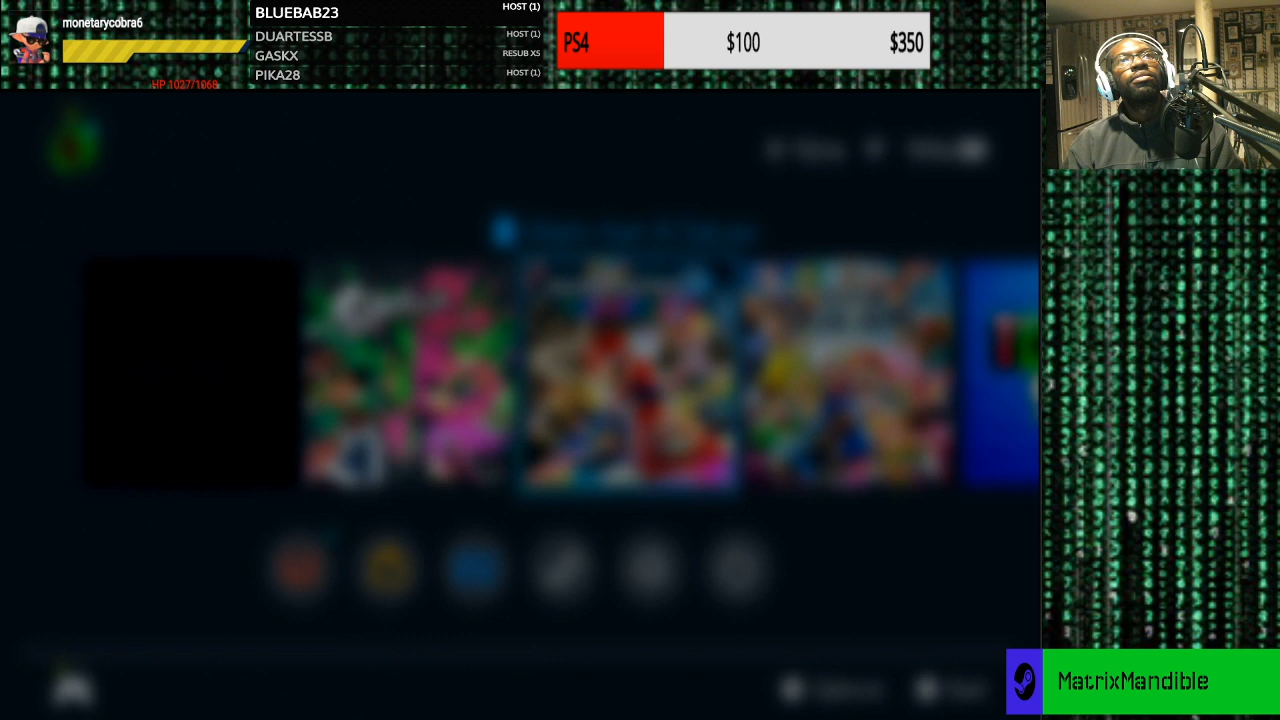 monetarycobra6
HP 1027/1068
BLUEBAB23 HOST (1)
DUARTESSB HOST (1)
GASKX RESUB X5
PIKA28 HOST (1)
PS4 $100 $350
MatrixMandible